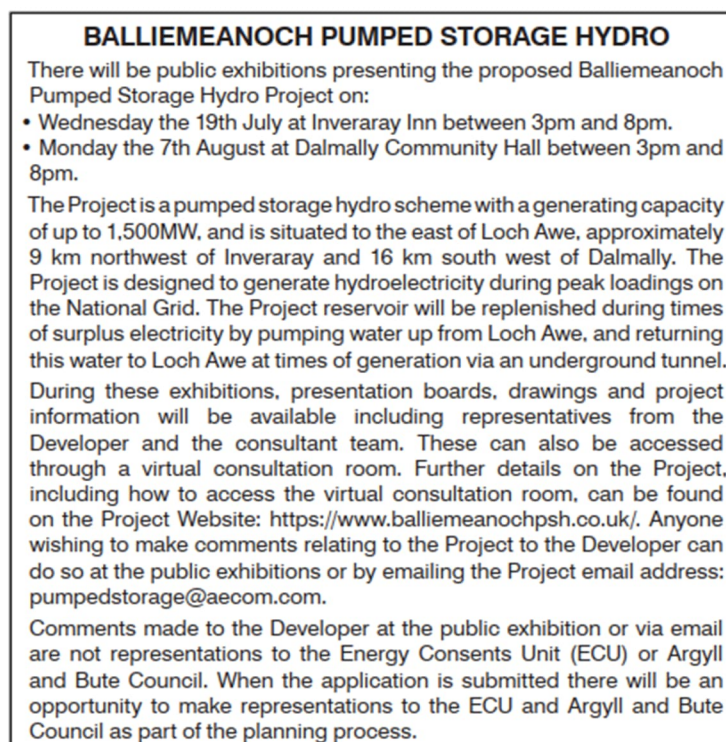 BALLIEMEANOCH PUMPED STORAGE HYDRO
There will be public exhibitions presenting the proposed Balliemeanoch
Pumped Storage Hydro Project on:
• Wednesday the 19th July at Inveraray Inn between 3pm and 8pm.
• Monday the 7th August at Dalmally Community Hall between 3pm and
8pm.
The Project is a pumped storage hydro scheme with a generating capacity
of up to 1,500MW, and is situated to the east of Loch Awe, approximately
9 km northwest of Inveraray and 16 km south west of Dalmally. The
Project is designed to generate hydroelectricity during peak loadings on
the National Grid. The Project reservoir will be replenished during times
of surplus electricity by pumping water up from Loch Awe, and returning
this water to Loch Awe at times of generation via an underground tunnel.
During these exhibitions, presentation boards, drawings and project
information will be available including representatives from the
Developer and the consultant team. These can also be accessed
through a virtual consultation room. Further details on the Project,
including how to access the virtual consultation room, can be found
on the Project Website: https://www.balliemeanochpsh.co.uk/. Anyone
wishing to make comments relating to the Project to the Developer can
do so at the public exhibitions or by emailing the Project email address:
pumpedstorage@aecom.com.
Comments made to the Developer at the public exhibition or via email
are not representations to the Energy Consents Unit (ECU) or Argyll
and Bute Council. When the application is submitted there will be an
opportunity to make representations to the ECU and Argyll and Bute
Council as part of the planning process.